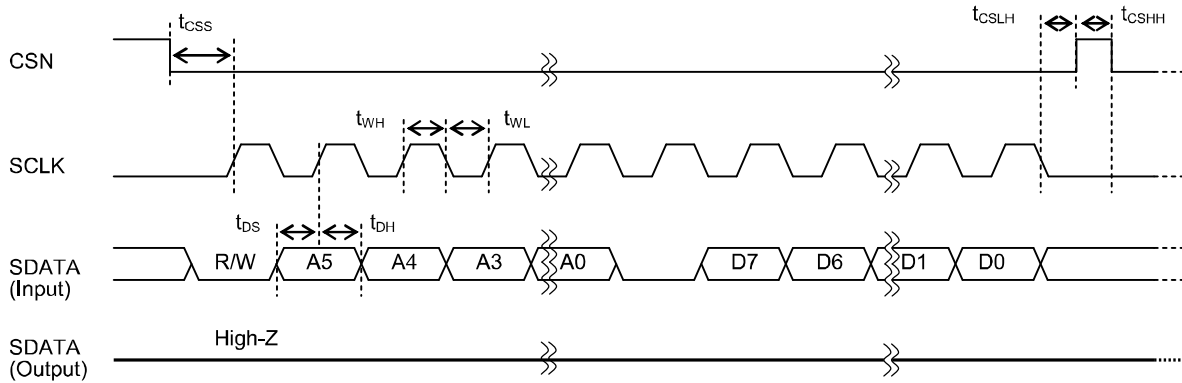 tCSS
tCSLH
tCSHH
CSN
tWH
tWL
SCLK
tDS
tDH
SDATA
(Input)
R/W
A5
A4
A3
A0
D7
D6
D1
D0
High-Z
SDATA
(Output)